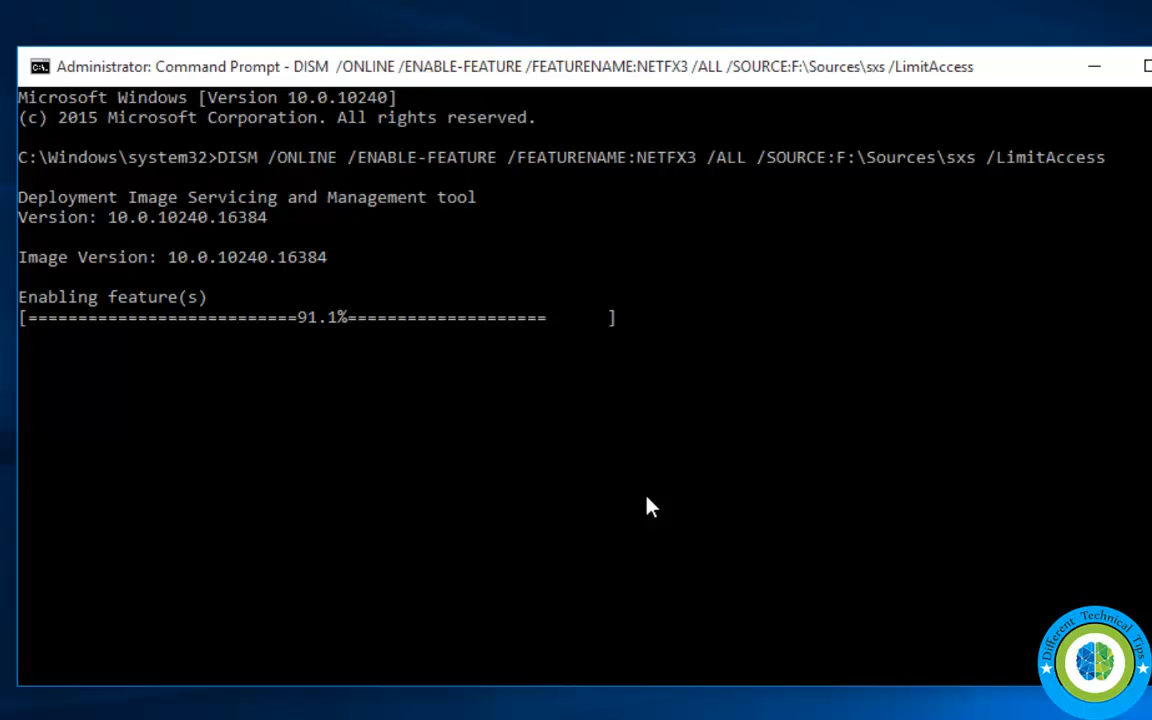 Administrator: Command Prompt - DISM /ONLINE /ENABLE-FEATURE /FEATURENAME:NETFX3 /ALL /SOURCE:F:\Sources\sxs /LimitAccess
Microsoft Windows [Version 10.0.10240]
(c) 2015 Microsoft Corporation. All rights reserved.
C:\Windows\system32>DISM /ONLINE /ENABLE-FEATURE /FEATURENAME:NETFX3 /ALL /SOURCE:F:\Sources\sxs /LimitAccess
Deployment Image Servicing and Management tool
Version: 10.0.10240.16384
Image Version: 10.0.10240.16384
Enabling feature(s)
[===========================91.1%==================== ]
Different Technical Tips